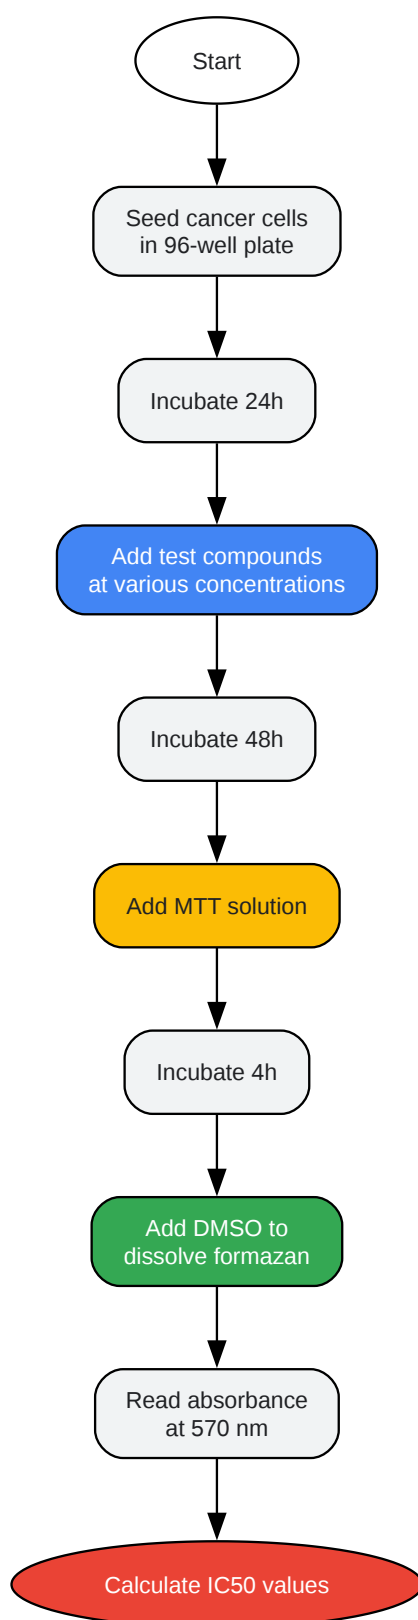 Start
Seed cancer cells
in 96-well plate
Incubate 24h
Add test compounds
at various concentrations
Incubate 48h
Add MTT solution
Incubate 4h
Add DMSO to
dissolve formazan
Read absorbance
at 570 nm
Calculate IC50 values